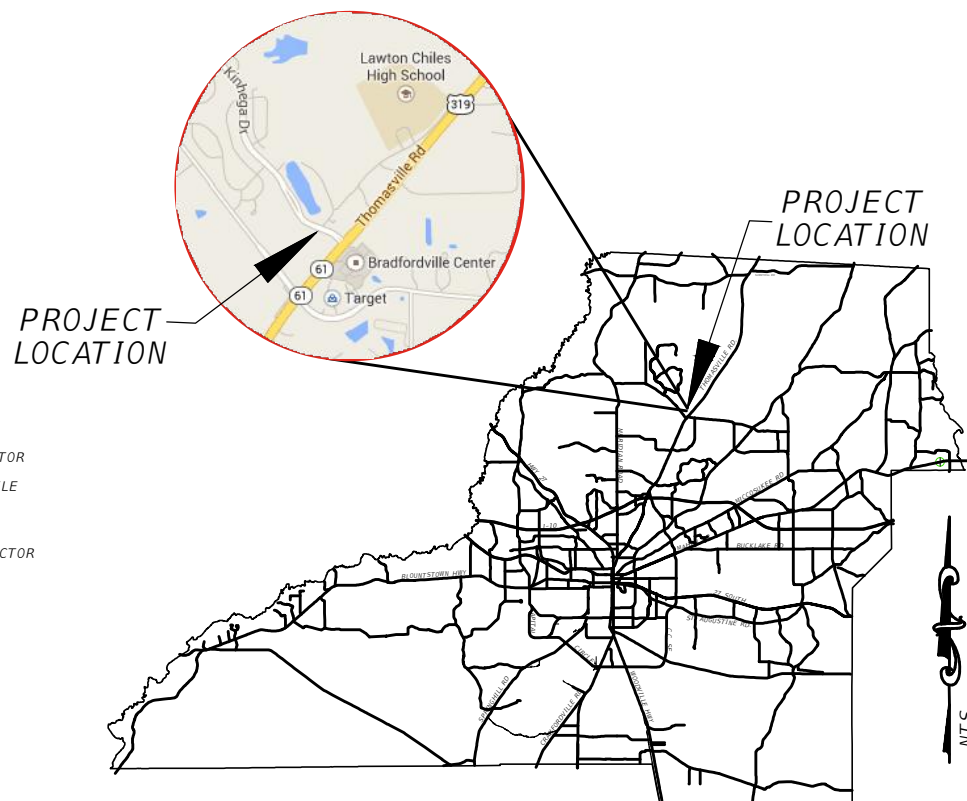 Lawton Chiles
High School
Kinhega Dr
319
Thomasville Rd
PROJECT
LOCATION
61
Bradfordville Center
61
Target
PROJECT
LOCATION
THOMASVILLE RD
TOR
MERIDIAN ROAD
HWY 27
LE
MICCOSUKEE RD
I-10
CTOR
BUCKLAKE RD
BLOUNTSTOWN HWY
27 SOUTH
ST. AUGUSTINE RD
SPRINGHILL RD
CRAWFORDVILLE RD
WOODVILLE HWY
NTS